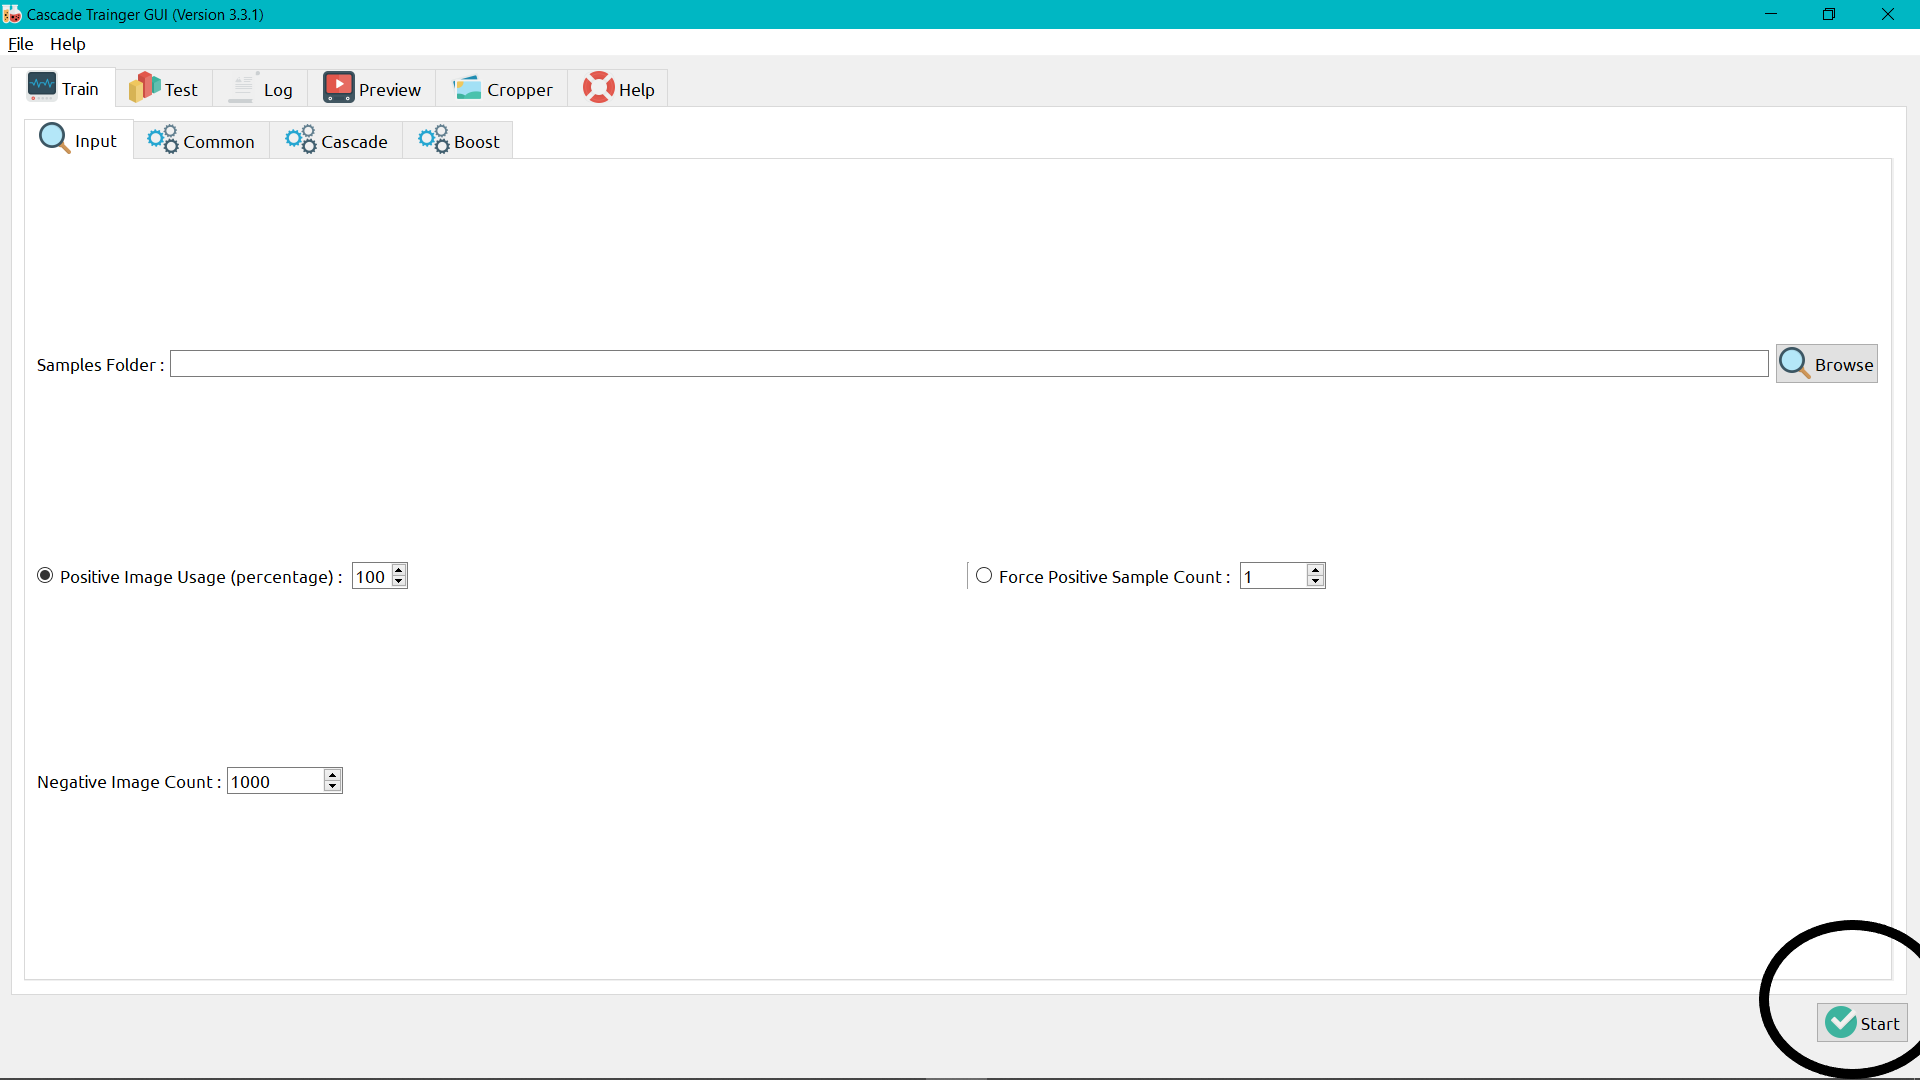 Cascade Trainger GUI (Version 3.3.1)
File Help
Train Test Log Preview Cropper Help
Input Common Cascade Boost
Samples Folder : Browse
Positive Image Usage (percentage) : 100 Force Positive Sample Count : 1
Negative Image Count : 1000
Start